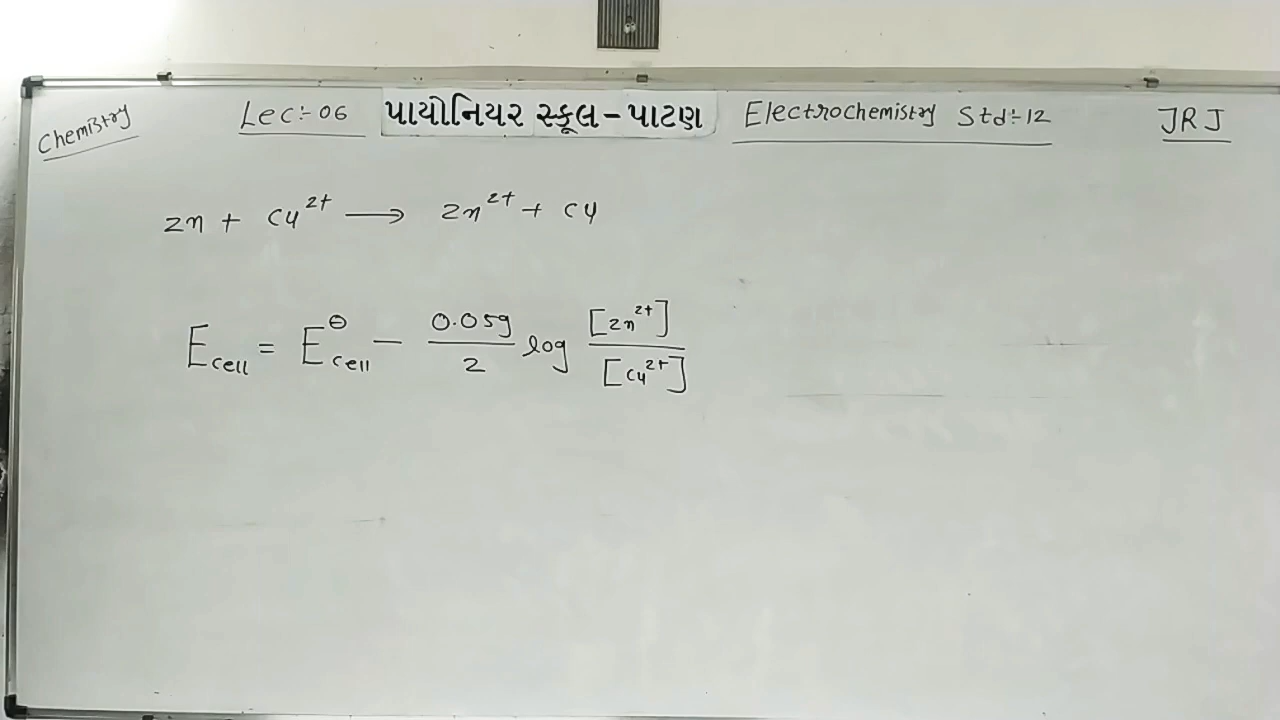 Chemistry Lec:- 06 પાયોનિયર સ્કૂલ - પાટણ Electrochemistry Std:- 12 JRJ
Zn + Cu²⁺ ⟶ Zn²⁺ + Cu
E_cell = E^⊖_cell − 0.059/2 log [Zn²⁺]/[Cu²⁺]